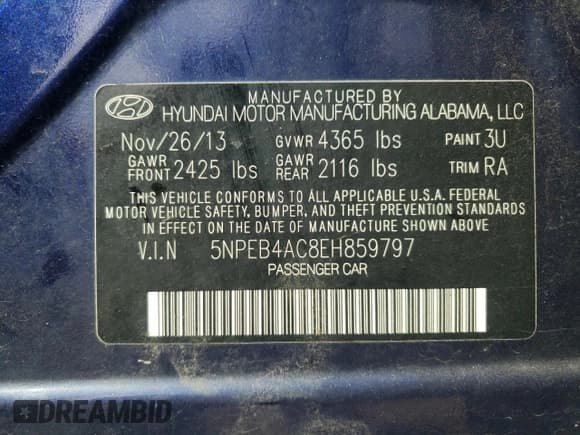 MANUFACTURED BY
HYUNDAI MOTOR MANUFACTURING ALABAMA, LLC
Nov/26/13 GVWR 4365 lbs PAINT 3U
GAWR FRONT 2425 lbs GAWR REAR 2116 lbs TRIM RA
THIS VEHICLE CONFORMS TO ALL APPLICABLE U.S.A. FEDERAL
MOTOR VEHICLE SAFETY, BUMPER, AND THEFT PREVENTION
STANDARDS IN EFFECT ON THE DATE OF MANUFACTURE SHOWN ABOVE
V.I.N 5NPEB4AC8EH859797
PASSENGER CAR
DREAMBID